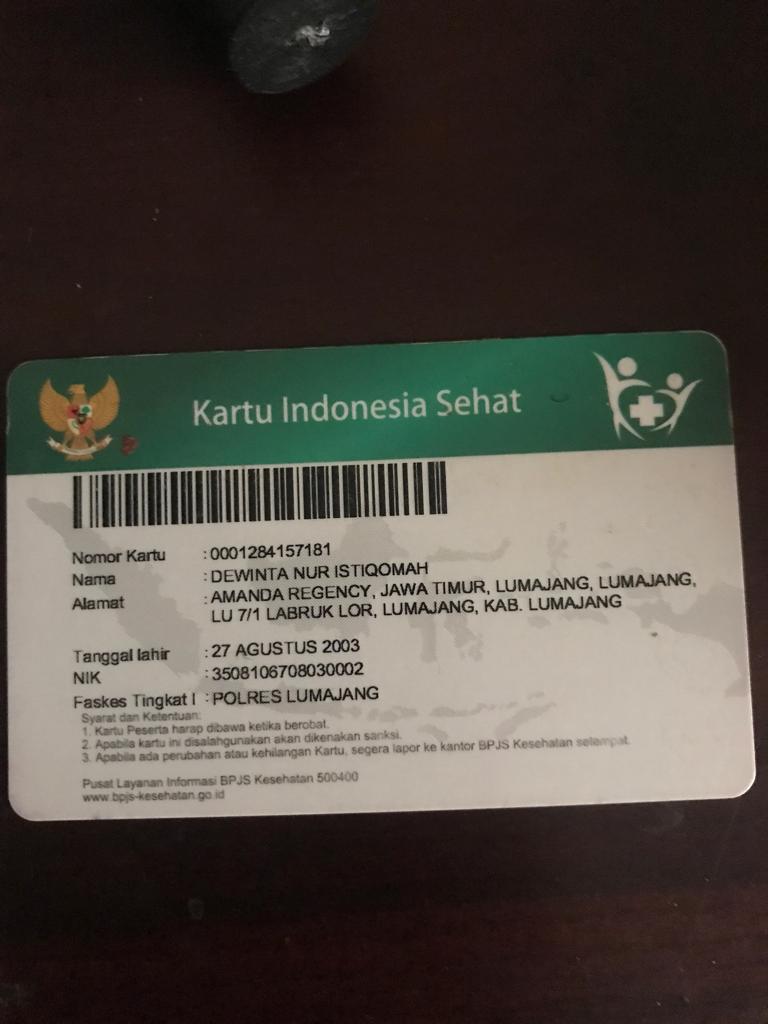 Kartu Indonesia Sehat
Nomor Kartu : 0001284157181
Nama : DEWINTA NUR ISTIQOMAH
Alamat : AMANDA REGENCY, JAWA TIMUR, LUMAJANG, LUMAJANG,
LU 7/1 LABRUK LOR, LUMAJANG, KAB. LUMAJANG
Tanggal lahir : 27 AGUSTUS 2003
NIK : 3508106708030002
Faskes Tingkat I : POLRES LUMAJANG
Syarat dan Ketentuan:
1. Kartu Peserta harap dibawa ketika berobat.
2. Apabila kartu ini disalahgunakan akan dikenakan sanksi.
3. Apabila ada perubahan atau kehilangan Kartu, segera lapor ke kantor BPJS Kesehatan setempat.
Pusat Layanan Informasi BPJS Kesehatan 500400
www.bpjs-kesehatan.go.id